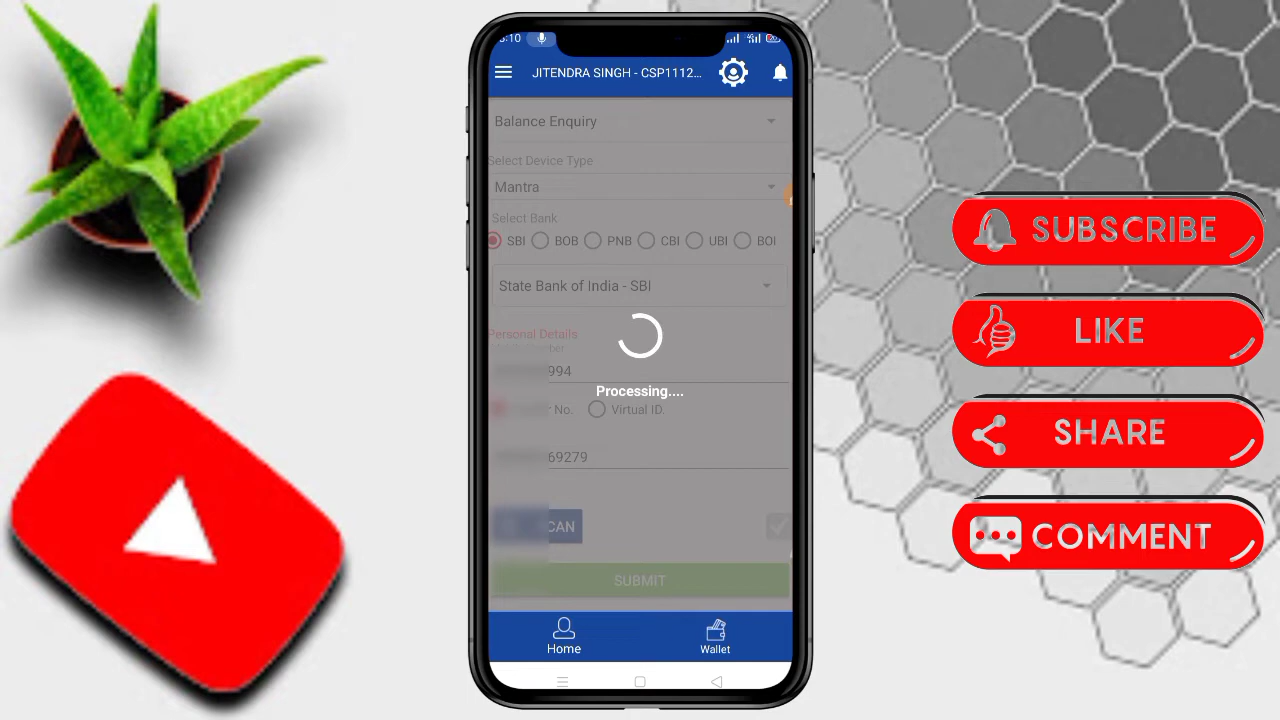 3:10
JITENDRA SINGH - CSP1112...
Balance Enquiry
Select Device Type
Mantra
Select Bank
SBI BOB PNB CBI UBI BOI
State Bank of India - SBI
Personal Details
994
Processing....
No. Virtual ID.
69279
CAN
SUBMIT
Home Wallet
SUBSCRIBE
LIKE
SHARE
COMMENT